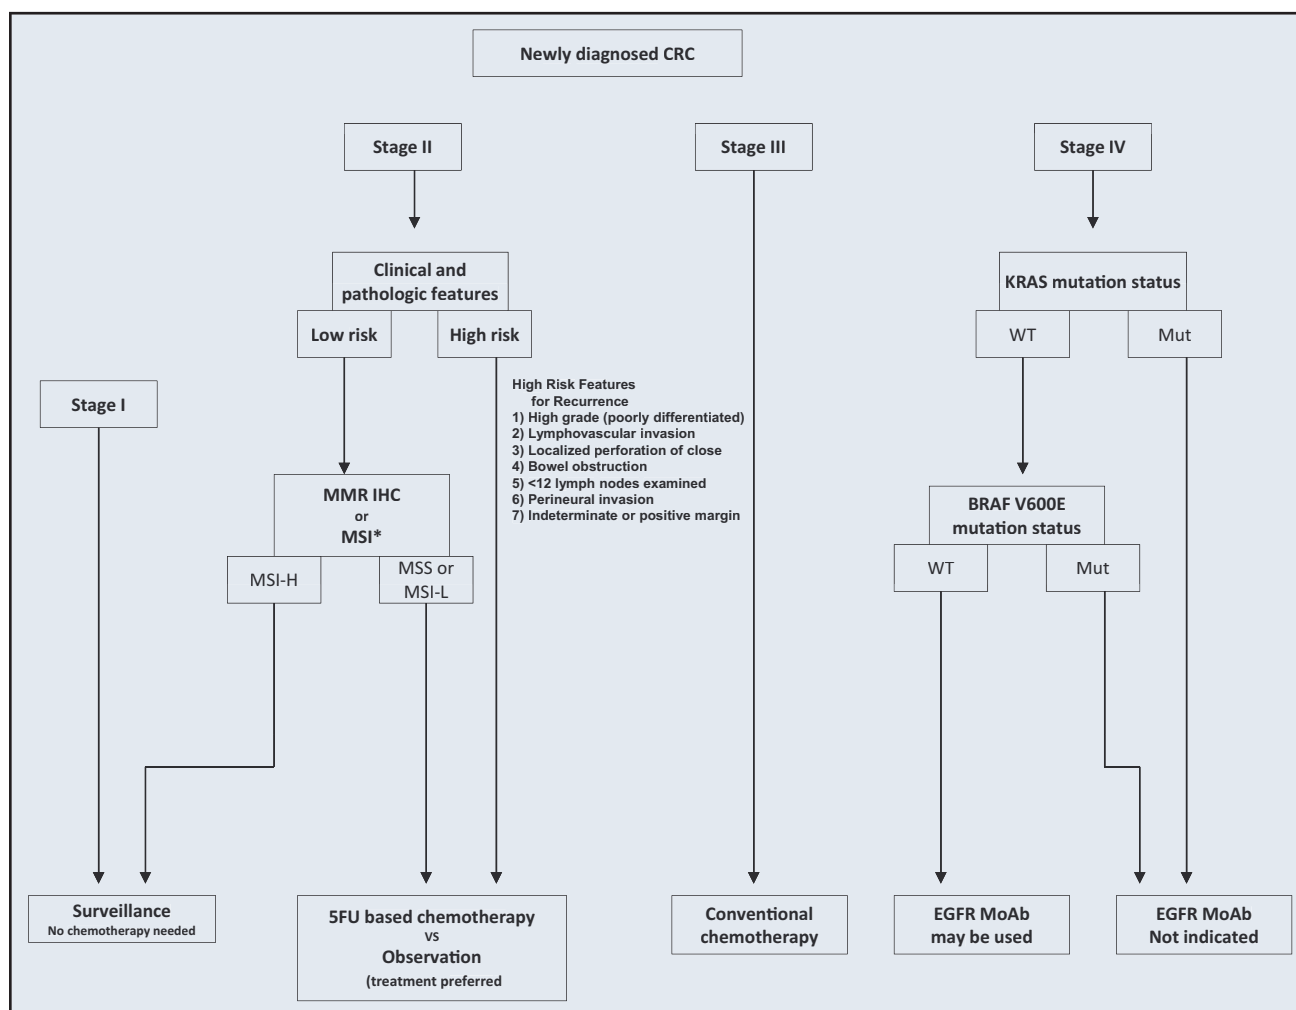 Newly diagnosed CRC
Stage II
Stage III
Stage IV
Clinical and
pathologic features
Low risk
High risk
KRAS mutation status
WT
Mut
Stage I
High Risk Features
for Recurrence
1) High grade (poorly differentiated)
2) Lymphovascular invasion
3) Localized perforation of close
4) Bowel obstruction
5) <12 lymph nodes examined
6) Perineural invasion
7) Indeterminate or positive margin
MMR IHC
or
MSI*
MSI-H
MSS or
MSI-L
BRAF V600E
mutation status
WT
Mut
Surveillance
No chemotherapy needed
5FU based chemotherapy
VS
Observation
(treatment preferred
Conventional
chemotherapy
EGFR MoAb
may be used
EGFR MoAb
Not indicated